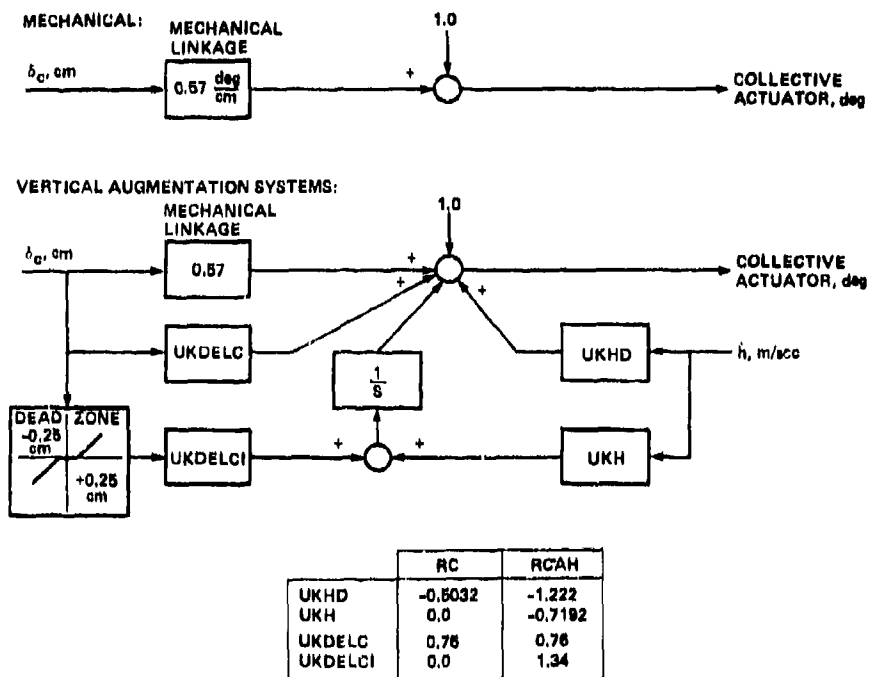 MECHANICAL:
MECHANICAL
LINKAGE
1.0
δc, cm
0.57 deg/cm
+
COLLECTIVE
ACTUATOR, deg
VERTICAL AUGMENTATION SYSTEMS:
MECHANICAL
LINKAGE
1.0
δc, cm
0.57
+
+
+
COLLECTIVE
ACTUATOR, deg
UKDELC
1/S
UKHD
ḣ, m/sec
DEAD ZONE
-0.25
cm
+0.25
cm
UKDELCI
+
+
UKH
RC RCAH
UKHD -0.5032 -1.222
UKH 0.0 -0.7192
UKDELC 0.76 0.76
UKDELCI 0.0 1.34